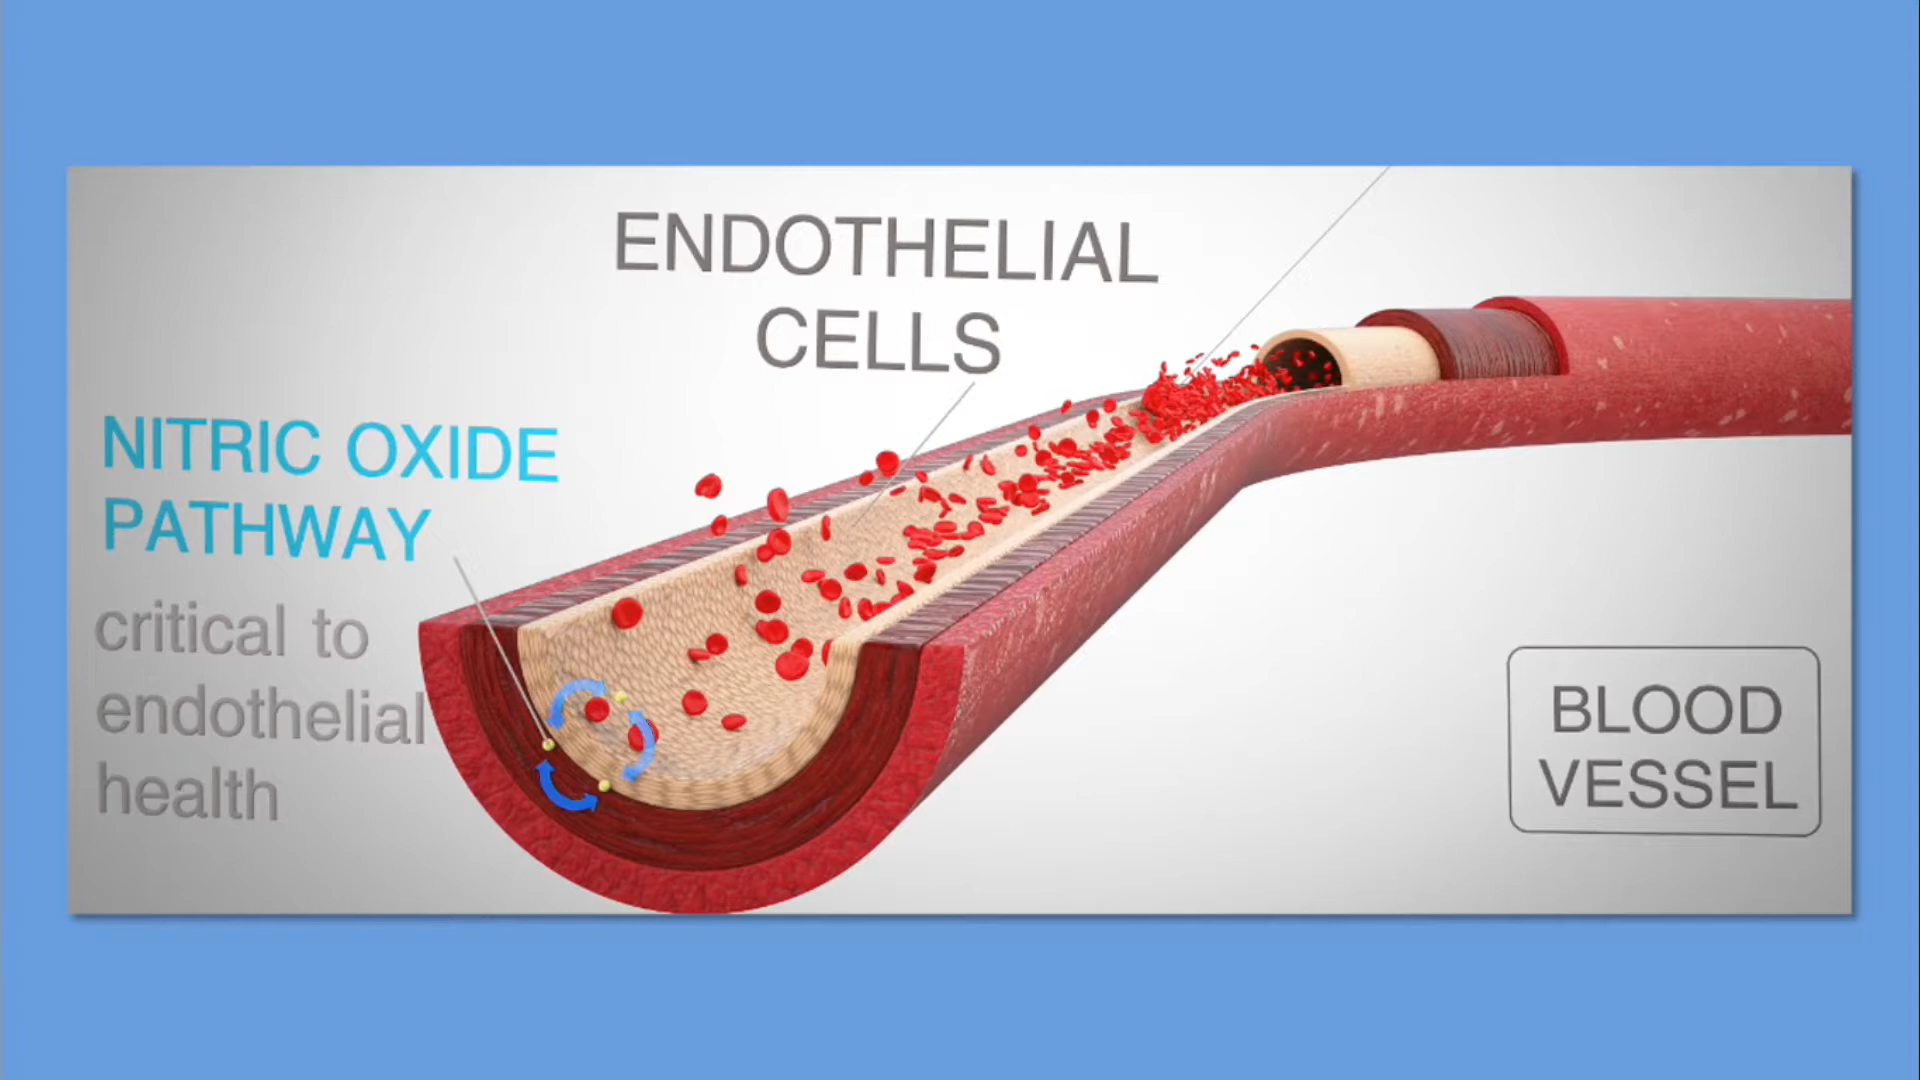 ENDOTHELIAL
CELLS
NITRIC OXIDE
PATHWAY
critical to
endothelial
health
BLOOD
VESSEL